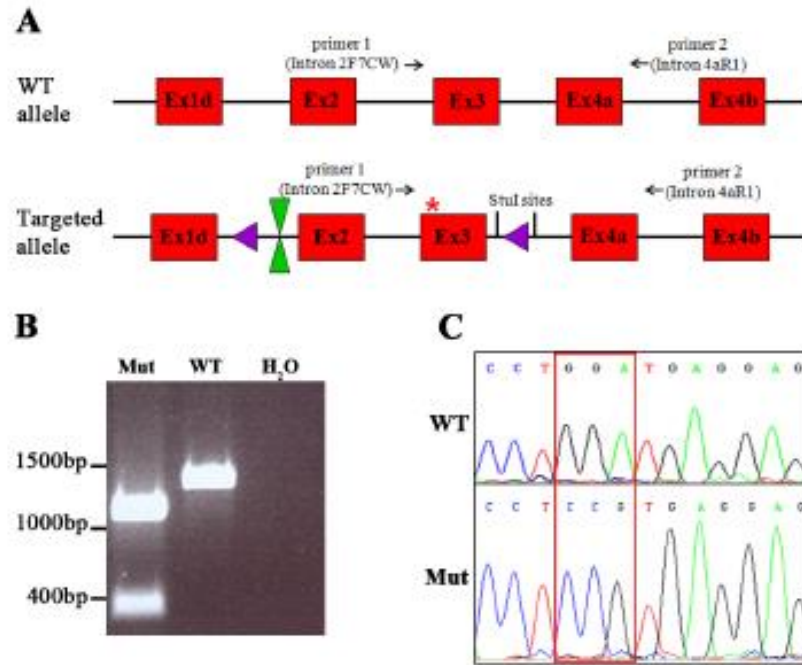 A
primer 1
(Intron 2F7CW)
primer 2
(Intron 4aR1)
WT
allele
Ex1d
Ex2
Ex3
Ex4a
Ex4b
primer 1
(Intron 2F7CW)
primer 2
(Intron 4aR1)
*
StuI sites
Targeted
allele
Ex1d
Ex2
Ex3
Ex4a
Ex4b
B
Mut
WT
H₂O
1500bp
1000bp
400bp
C
WT
C C T G G A T G A G G A G
Mut
C C T C C G T G A G G A G